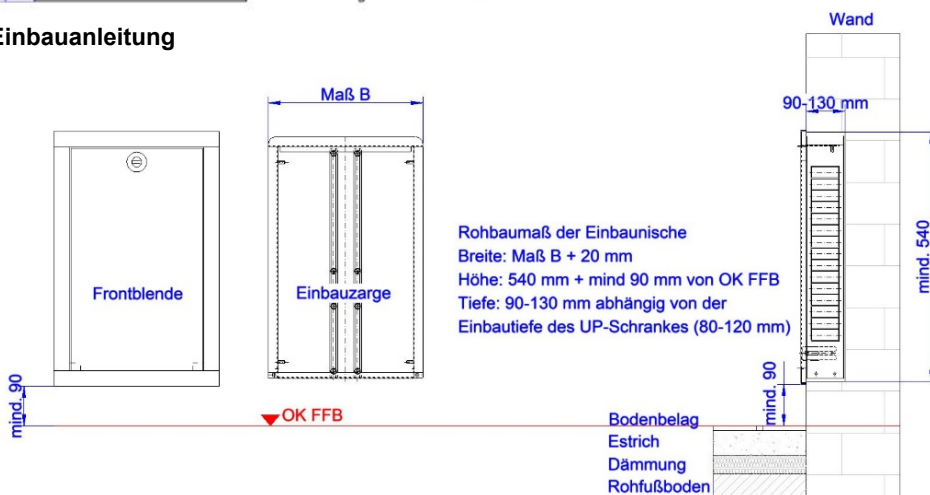 Einbauanleitung
Wand
Maß B
90-130 mm
Frontblende
Einbauzarge
Rohbaumaß der Einbaunische
Breite: Maß B + 20 mm
Höhe: 540 mm + mind 90 mm von OK FFB
Tiefe: 90-130 mm abhängig von der
Einbautiefe des UP-Schrankes (80-120 mm)
mind. 540
mind. 90
mind. 90
OK FFB
Bodenbelag
Estrich
Dämmung
Rohfußboden